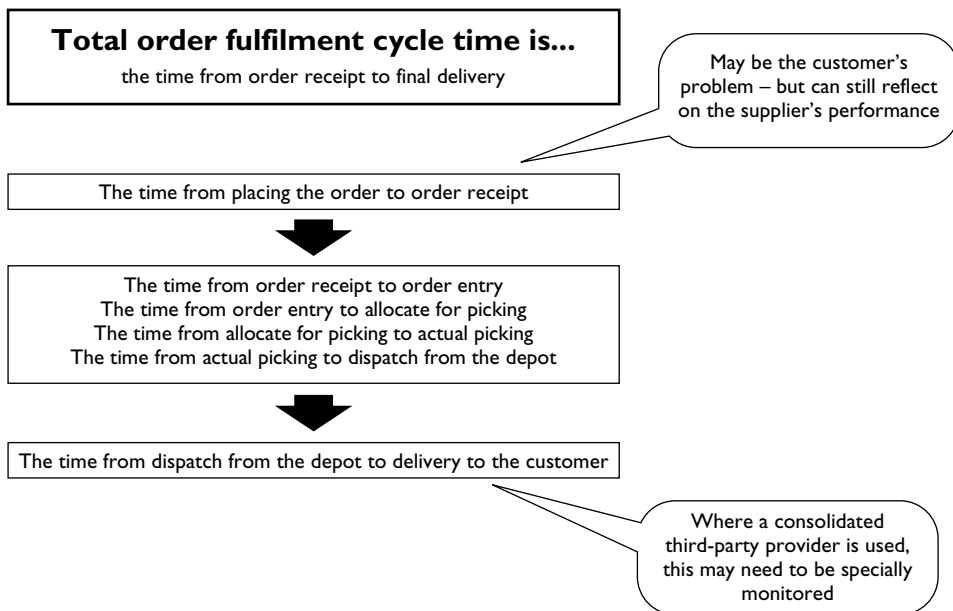 Total order fulfilment cycle time is...
the time from order receipt to final delivery
May be the customer’s
problem – but can still reflect
on the supplier’s performance
The time from placing the order to order receipt
The time from order receipt to order entry
The time from order entry to allocate for picking
The time from allocate for picking to actual picking
The time from actual picking to dispatch from the depot
The time from dispatch from the depot to delivery to the customer
Where a consolidated
third-party provider is used,
this may need to be specially
monitored